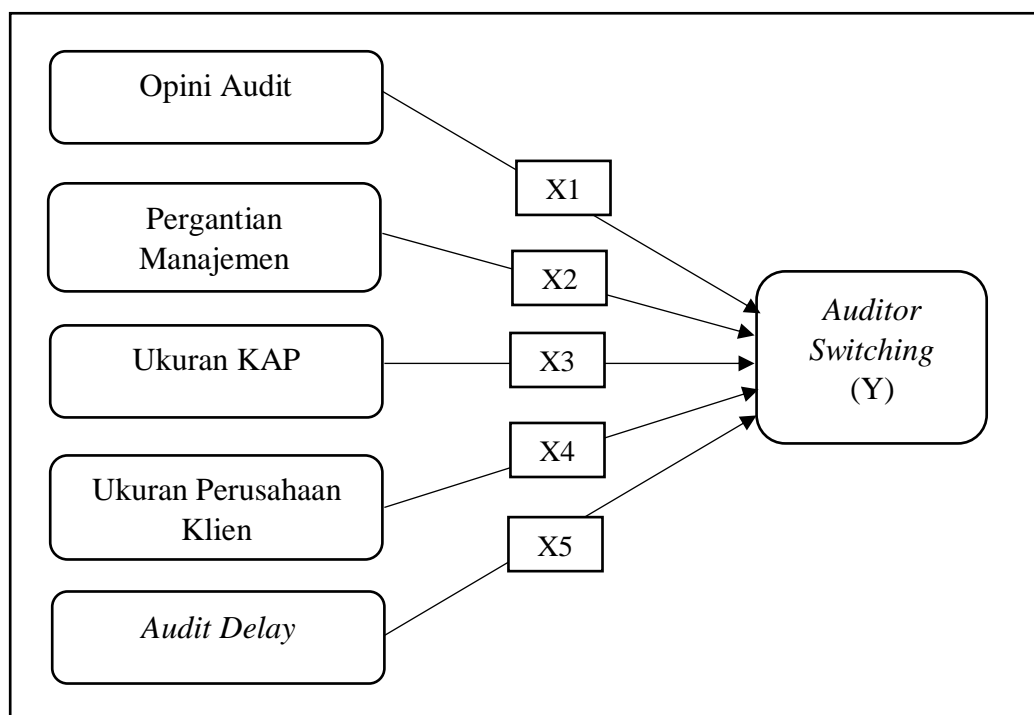 Opini Audit
X1
Pergantian
Manajemen
X2
Ukuran KAP
X3
Ukuran Perusahaan
Klien
X4
Audit Delay
X5
Auditor
Switching
(Y)